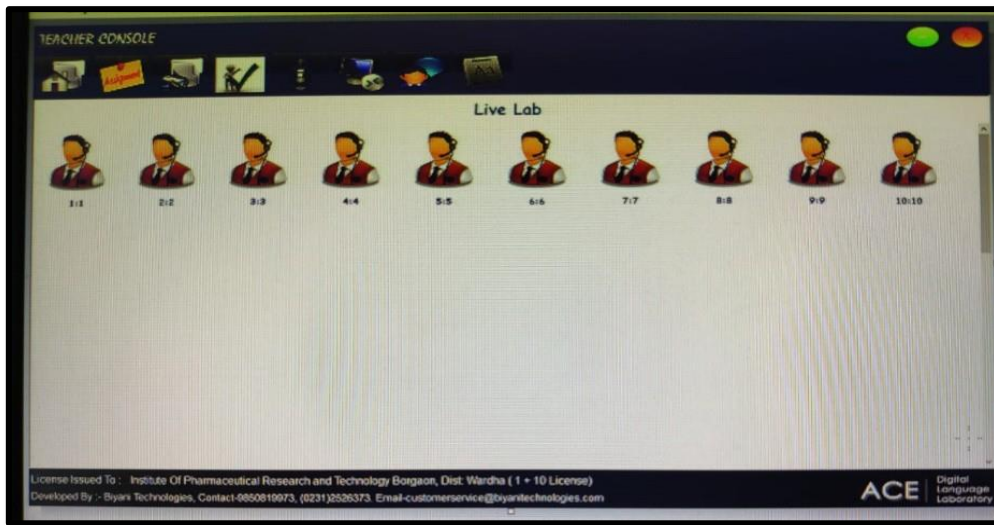 TEACHER CONSOLE
Assignment
Live Lab
1:1 2:2 3:3 4:4 5:5 6:6 7:7 8:8 9:9 10:10
License Issued To : Institute Of Pharmaceutical Research and Technology Borgaon, Dist: Wardha ( 1 + 10 License)
Developed By :- Biyani Technologies, Contact-9850819973, (0231)2526373. Email-customerservice@biyanitechnologies.com
ACE Digital Language Laboratory